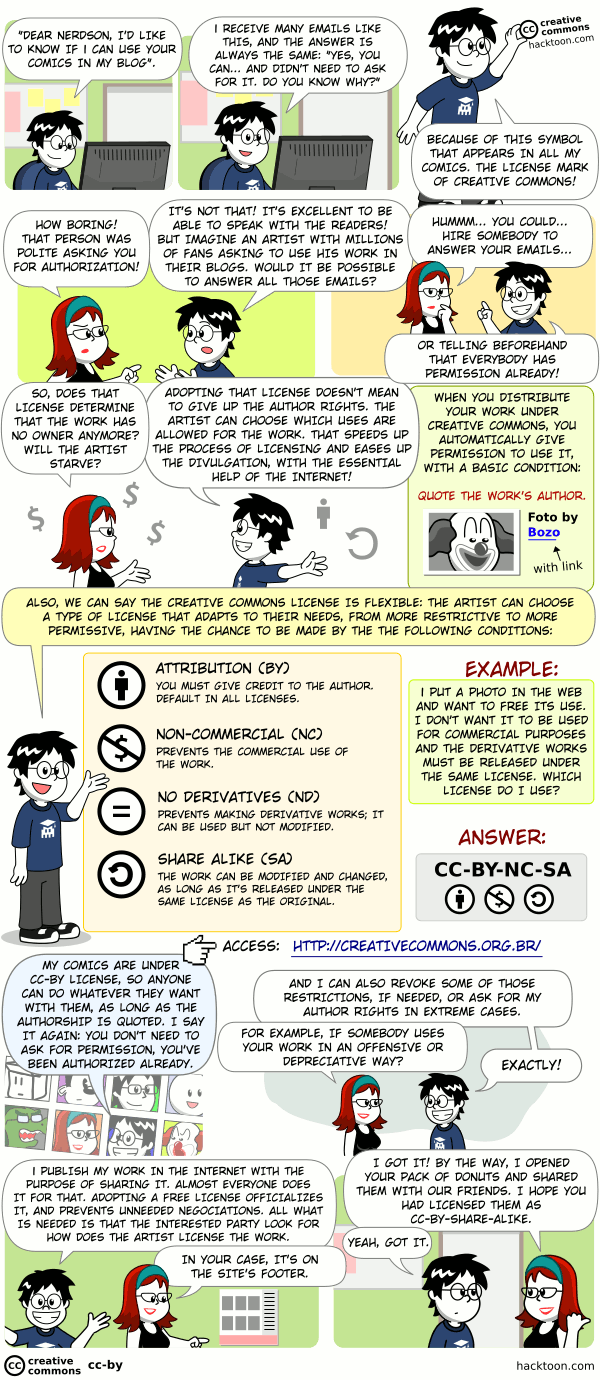 "DEAR NERDSON, I'D LIKE
TO KNOW IF I CAN USE YOUR
COMICS IN MY BLOG".
I RECEIVE MANY EMAILS LIKE
THIS, AND THE ANSWER IS
ALWAYS THE SAME: "YES, YOU
CAN... AND DIDN'T NEED TO ASK
FOR IT. DO YOU KNOW WHY?"
cc creative
commons
hacktoon.com
BECAUSE OF THIS SYMBOL
THAT APPEARS IN ALL MY
COMICS. THE LICENSE MARK
OF CREATIVE COMMONS!
HOW BORING!
THAT PERSON WAS
POLITE ASKING YOU
FOR AUTHORIZATION!
IT'S NOT THAT! IT'S EXCELLENT TO BE
ABLE TO SPEAK WITH THE READERS!
BUT IMAGINE AN ARTIST WITH MILLIONS
OF FANS ASKING TO USE HIS WORK IN
THEIR BLOGS. WOULD IT BE POSSIBLE
TO ANSWER ALL THOSE EMAILS?
HUMMM... YOU COULD...
HIRE SOMEBODY TO
ANSWER YOUR EMAILS...
OR TELLING BEFOREHAND
THAT EVERYBODY HAS
PERMISSION ALREADY!
SO, DOES THAT
LICENSE DETERMINE
THAT THE WORK HAS
NO OWNER ANYMORE?
WILL THE ARTIST
STARVE?
ADOPTING THAT LICENSE DOESN'T MEAN
TO GIVE UP THE AUTHOR RIGHTS. THE
ARTIST CAN CHOOSE WHICH USES ARE
ALLOWED FOR THE WORK. THAT SPEEDS UP
THE PROCESS OF LICENSING AND EASES UP
THE DIVULGATION, WITH THE ESSENTIAL
HELP OF THE INTERNET!
$
$
$
WHEN YOU DISTRIBUTE
YOUR WORK UNDER
CREATIVE COMMONS, YOU
AUTOMATICALLY GIVE
PERMISSION TO USE IT,
WITH A BASIC CONDITION:
QUOTE THE WORK'S AUTHOR.
Foto by
Bozo
with link
ALSO, WE CAN SAY THE CREATIVE COMMONS LICENSE IS FLEXIBLE: THE ARTIST CAN CHOOSE
A TYPE OF LICENSE THAT ADAPTS TO THEIR NEEDS, FROM MORE RESTRICTIVE TO MORE
PERMISSIVE, HAVING THE CHANCE TO BE MADE BY THE THE FOLLOWING CONDITIONS:
ATTRIBUTION (BY)
YOU MUST GIVE CREDIT TO THE AUTHOR.
DEFAULT IN ALL LICENSES.
$
NON-COMMERCIAL (NC)
PREVENTS THE COMMERCIAL USE OF
THE WORK.
=
NO DERIVATIVES (ND)
PREVENTS MAKING DERIVATIVE WORKS; IT
CAN BE USED BUT NOT MODIFIED.
SHARE ALIKE (SA)
THE WORK CAN BE MODIFIED AND CHANGED,
AS LONG AS IT'S RELEASED UNDER THE
SAME LICENSE AS THE ORIGINAL.
EXAMPLE:
I PUT A PHOTO IN THE WEB
AND WANT TO FREE ITS USE.
I DON'T WANT IT TO BE USED
FOR COMMERCIAL PURPOSES
AND THE DERIVATIVE WORKS
MUST BE RELEASED UNDER
THE SAME LICENSE. WHICH
LICENSE DO I USE?
ANSWER:
CC-BY-NC-SA
$
ACCESS: HTTP://CREATIVECOMMONS.ORG.BR/
MY COMICS ARE UNDER
CC-BY LICENSE, SO ANYONE
CAN DO WHATEVER THEY WANT
WITH THEM, AS LONG AS THE
AUTHORSHIP IS QUOTED. I SAY
IT AGAIN: YOU DON'T NEED TO
ASK FOR PERMISSION, YOU'VE
BEEN AUTHORIZED ALREADY.
AND I CAN ALSO REVOKE SOME OF THOSE
RESTRICTIONS, IF NEEDED, OR ASK FOR MY
AUTHOR RIGHTS IN EXTREME CASES.
FOR EXAMPLE, IF SOMEBODY USES
YOUR WORK IN AN OFFENSIVE OR
DEPRECIATIVE WAY?
EXACTLY!
I PUBLISH MY WORK IN THE INTERNET WITH THE
PURPOSE OF SHARING IT. ALMOST EVERYONE DOES
IT FOR THAT. ADOPTING A FREE LICENSE OFFICIALIZES
IT, AND PREVENTS UNNEEDED NEGOCIATIONS. ALL WHAT
IS NEEDED IS THAT THE INTERESTED PARTY LOOK FOR
HOW DOES THE ARTIST LICENSE THE WORK.
IN YOUR CASE, IT'S ON
THE SITE'S FOOTER.
I GOT IT! BY THE WAY, I OPENED
YOUR PACK OF DONUTS AND SHARED
THEM WITH OUR FRIENDS. I HOPE YOU
HAD LICENSED THEM AS
CC-BY-SHARE-ALIKE.
YEAH, GOT IT.
cc creative
commons cc-by
hacktoon.com